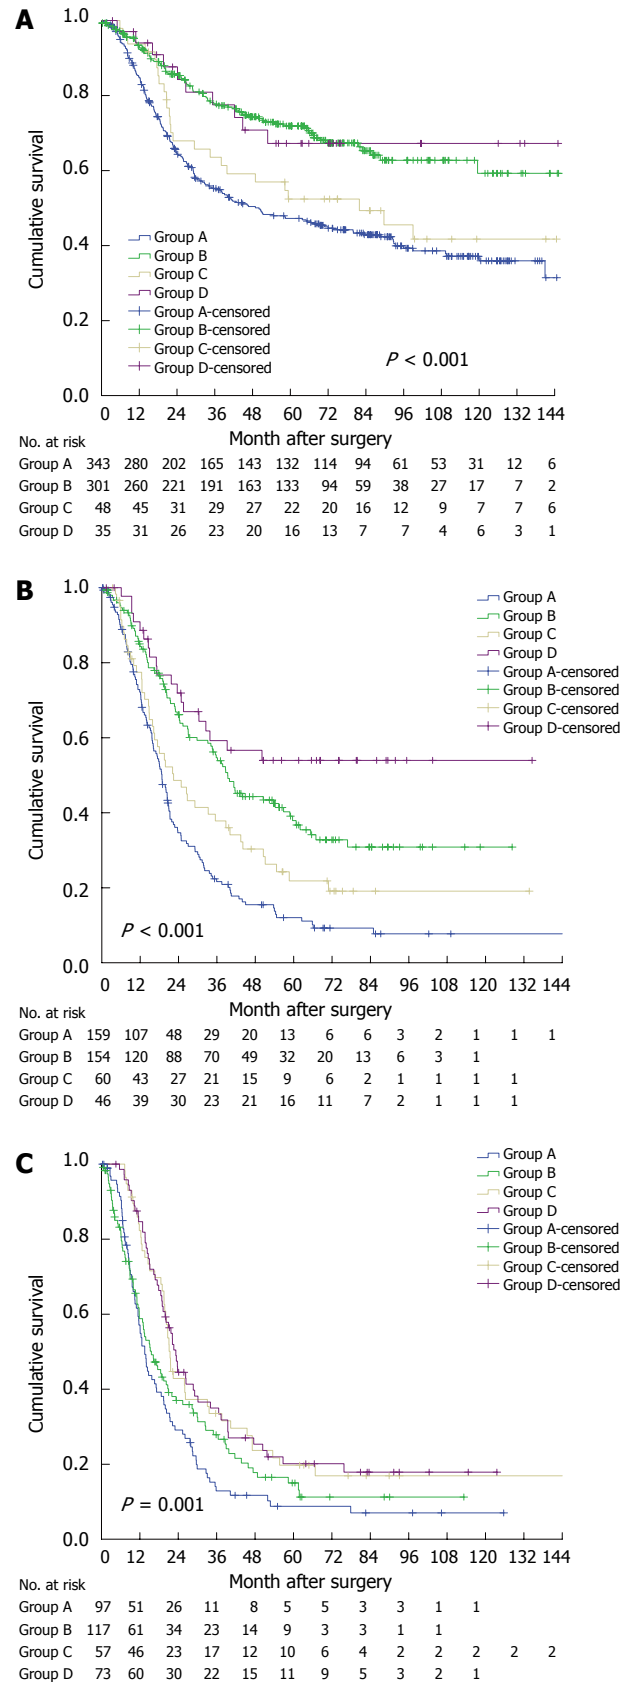 A
1.0
0.8
0.6
0.4
0.2
0.0
Cumulative survival
Group A
Group B
Group C
Group D
Group A-censored
Group B-censored
Group C-censored
Group D-censored
P < 0.001
0 12 24 36 48 60 72 84 96 108 120 132 144
Month after surgery
No. at risk
Group A 343 280 202 165 143 132 114 94 61 53 31 12 6
Group B 301 260 221 191 163 133 94 59 38 27 17 7 2
Group C 48 45 31 29 27 22 20 16 12 9 7 7 6
Group D 35 31 26 23 20 16 13 7 7 4 6 3 1
B
1.0
0.8
0.6
0.4
0.2
0.0
Cumulative survival
Group A
Group B
Group C
Group D
Group A-censored
Group B-censored
Group C-censored
Group D-censored
P < 0.001
0 12 24 36 48 60 72 84 96 108 120 132 144
Month after surgery
No. at risk
Group A 159 107 48 29 20 13 6 6 3 2 1 1 1
Group B 154 120 88 70 49 32 20 13 6 3 1
Group C 60 43 27 21 15 9 6 2 1 1 1 1
Group D 46 39 30 23 21 16 11 7 2 1 1 1
C
1.0
0.8
0.6
0.4
0.2
0.0
Cumulative survival
Group A
Group B
Group C
Group D
Group A-censored
Group B-censored
Group C-censored
Group D-censored
P = 0.001
0 12 24 36 48 60 72 84 96 108 120 132 144
Month after surgery
No. at risk
Group A 97 51 26 11 8 5 5 3 3 1 1
Group B 117 61 34 23 14 9 3 3 1 1
Group C 57 46 23 17 12 10 6 4 2 2 2 2 2
Group D 73 60 30 22 15 11 9 5 3 2 1